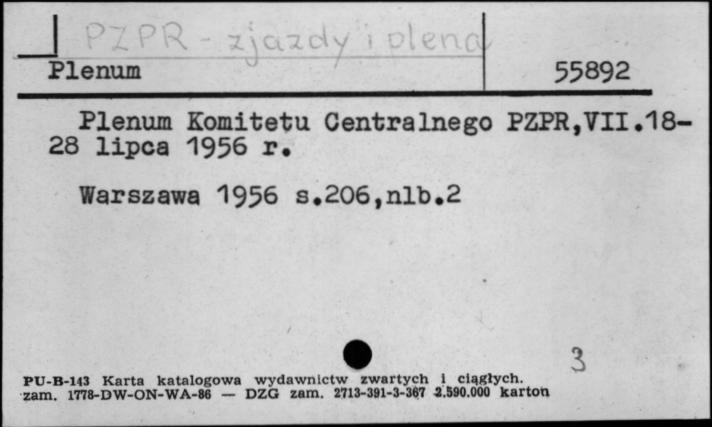 PZPR - zjazdy i plena
Plenum 55892
Plenum Komitetu Centralnego PZPR,VII.18-
28 lipca 1956 r.
Warszawa 1956 s.206,nlb.2
3
PU-B-143 Karta katalogowa wydawnictw zwartych i ciągłych.
zam. 1778-DW-ON-WA-86 — DZG zam. 2713-391-3-367 2.590.000 karton